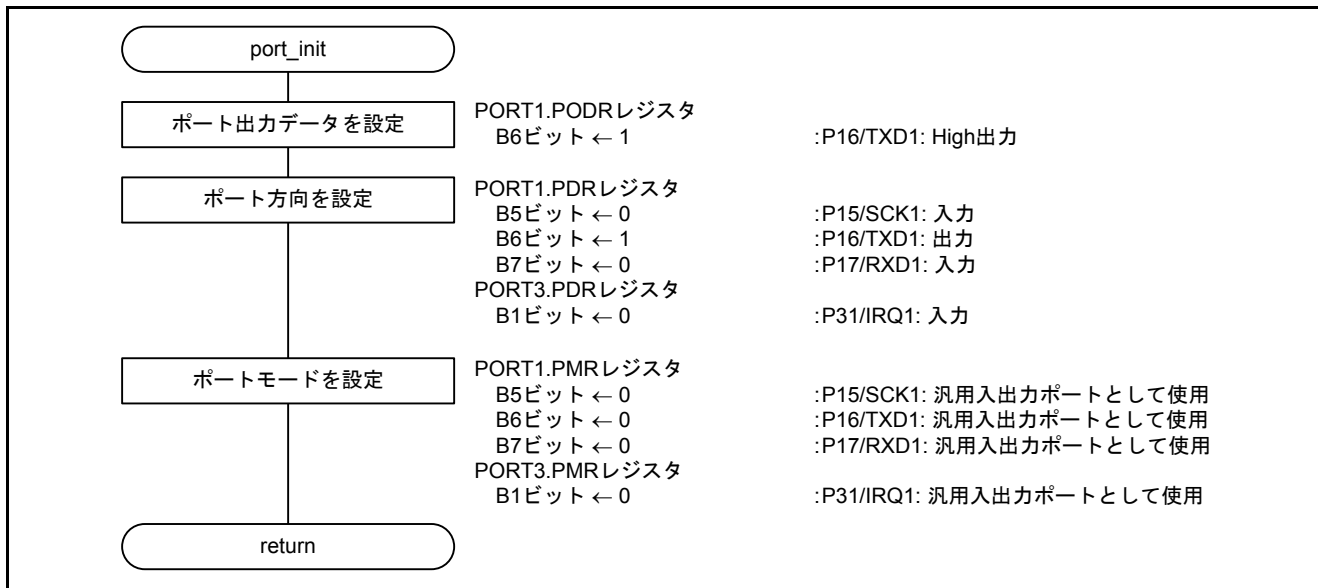 port_init
ポート出力データを設定
PORT1.PODRレジスタ
B6ビット ← 1 :P16/TXD1: High出力
ポート方向を設定
PORT1.PDRレジスタ
B5ビット ← 0 :P15/SCK1: 入力
B6ビット ← 1 :P16/TXD1: 出力
B7ビット ← 0 :P17/RXD1: 入力
PORT3.PDRレジスタ
B1ビット ← 0 :P31/IRQ1: 入力
ポートモードを設定
PORT1.PMRレジスタ
B5ビット ← 0 :P15/SCK1: 汎用入出力ポートとして使用
B6ビット ← 0 :P16/TXD1: 汎用入出力ポートとして使用
B7ビット ← 0 :P17/RXD1: 汎用入出力ポートとして使用
PORT3.PMRレジスタ
B1ビット ← 0 :P31/IRQ1: 汎用入出力ポートとして使用
return